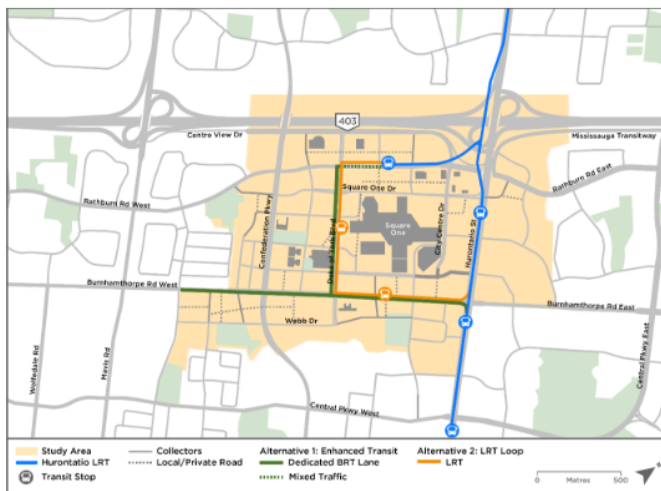 403
Centre View Dr
Mississauga Transitway
Rathburn Rd East
Square One Dr
Rathburn Rd West
Confederation Pkwy
Duke of York Blvd
Square
One
City Centre Dr
Hurontario St
Burnhamthorpe Rd West
Burnhamthorpe Rd East
Webb Dr
Wolfedale Rd
Mavis Rd
Central Pkwy East
Central Pkwy West
Study Area
Hurontatio LRT
Transit Stop
Collectors
Local/Private Road
Alternative 1: Enhanced Transit
Dedicated BRT Lane
Mixed Traffic
Alternative 2: LRT Loop
LRT
0 Metres 500